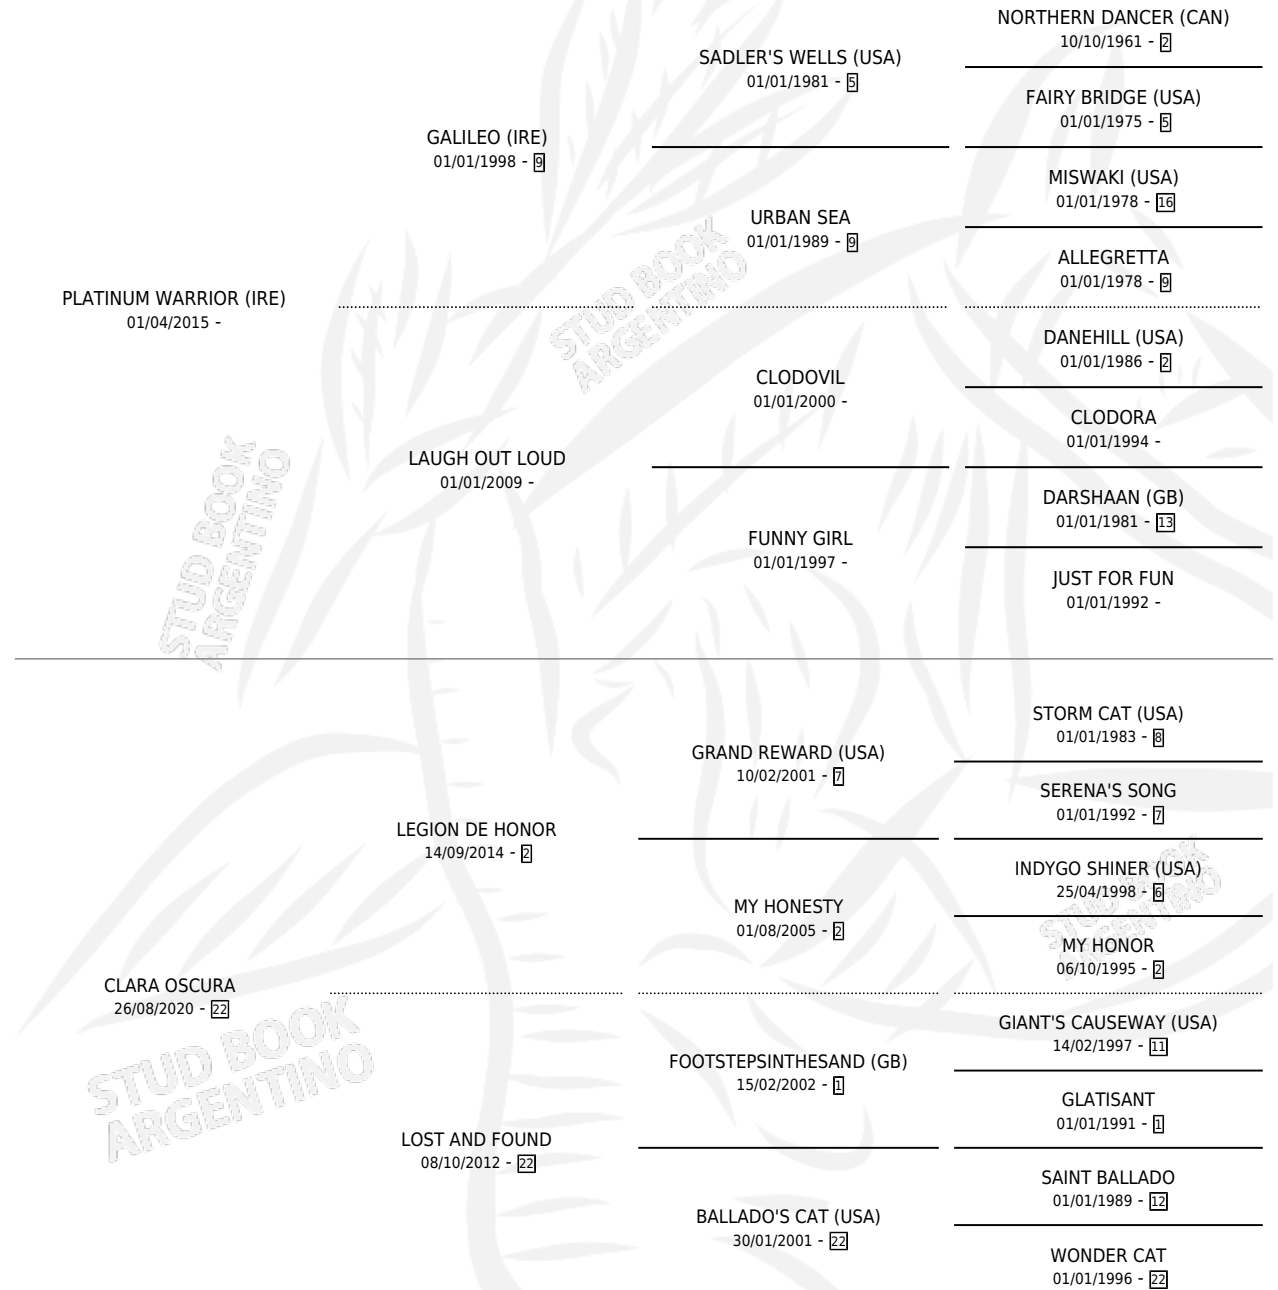 NORTHERN DANCER (CAN)
10/10/1961 - 2
SADLER'S WELLS (USA)
01/01/1981 - 5
FAIRY BRIDGE (USA)
01/01/1975 - 5
GALILEO (IRE)
01/01/1998 - 9
MISWAKI (USA)
01/01/1978 - 16
URBAN SEA
01/01/1989 - 9
ALLEGRETTA
01/01/1978 - 9
PLATINUM WARRIOR (IRE)
01/04/2015 -
DANEHILL (USA)
01/01/1986 - 2
CLODOVIL
01/01/2000 -
CLODORA
01/01/1994 -
LAUGH OUT LOUD
01/01/2009 -
DARSHAAN (GB)
01/01/1981 - 13
FUNNY GIRL
01/01/1997 -
JUST FOR FUN
01/01/1992 -
STORM CAT (USA)
01/01/1983 - 8
GRAND REWARD (USA)
10/02/2001 - 7
SERENA'S SONG
01/01/1992 - 7
LEGION DE HONOR
14/09/2014 - 2
INDYGO SHINER (USA)
25/04/1998 - 6
MY HONESTY
01/08/2005 - 2
MY HONOR
06/10/1995 - 2
CLARA OSCURA
26/08/2020 - 22
GIANT'S CAUSEWAY (USA)
14/02/1997 - 11
FOOTSTEPSINTHESAND (GB)
15/02/2002 - 1
GLATISANT
01/01/1991 - 1
LOST AND FOUND
08/10/2012 - 22
SAINT BALLADO
01/01/1989 - 12
BALLADO'S CAT (USA)
30/01/2001 - 22
WONDER CAT
01/01/1996 - 22
STUD BOOK
ARGENTINO
STUD BOOK
ARGENTINO
STUD BOOK
ARGENTINO
STUD BOOK
ARGENTINO